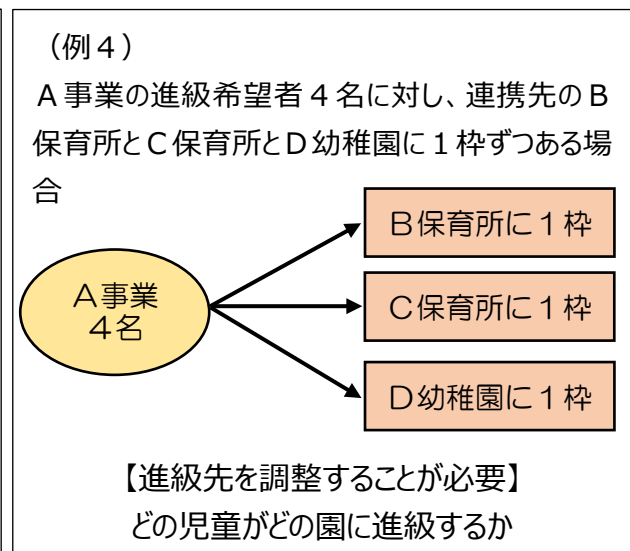 （例４）
Ａ事業の進級希望者４名に対し、連携先のＢ
保育所とＣ保育所とＤ幼稚園に１枠ずつある場
合
Ｂ保育所に１枠
Ａ事業
４名
Ｃ保育所に１枠
Ｄ幼稚園に１枠
【進級先を調整することが必要】
どの児童がどの園に進級するか